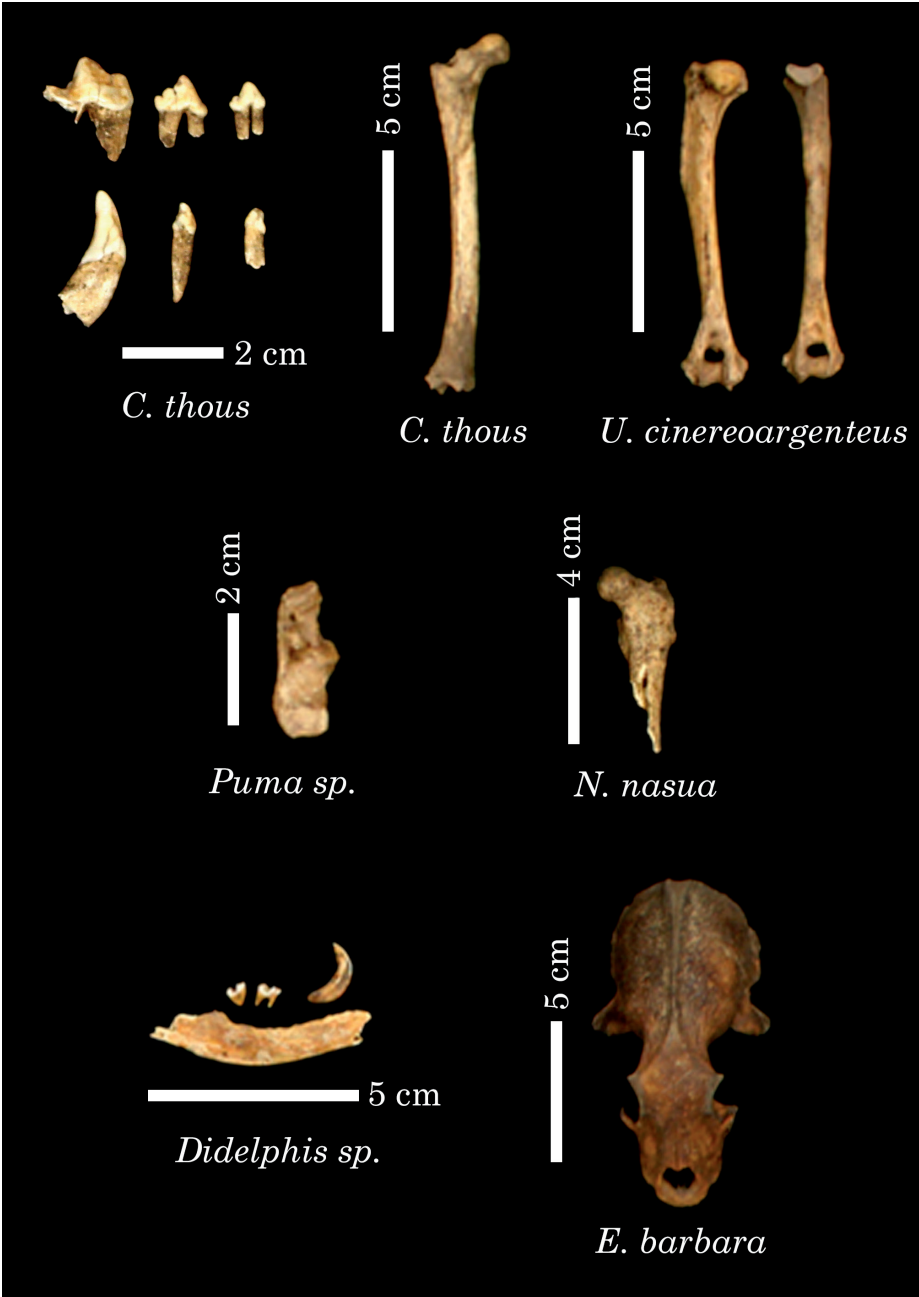 5 cm
5 cm
2 cm
C. thous
C. thous
U. cinereoargenteus
2 cm
4 cm
Puma sp.
N. nasua
5 cm
5 cm
Didelphis sp.
E. barbara